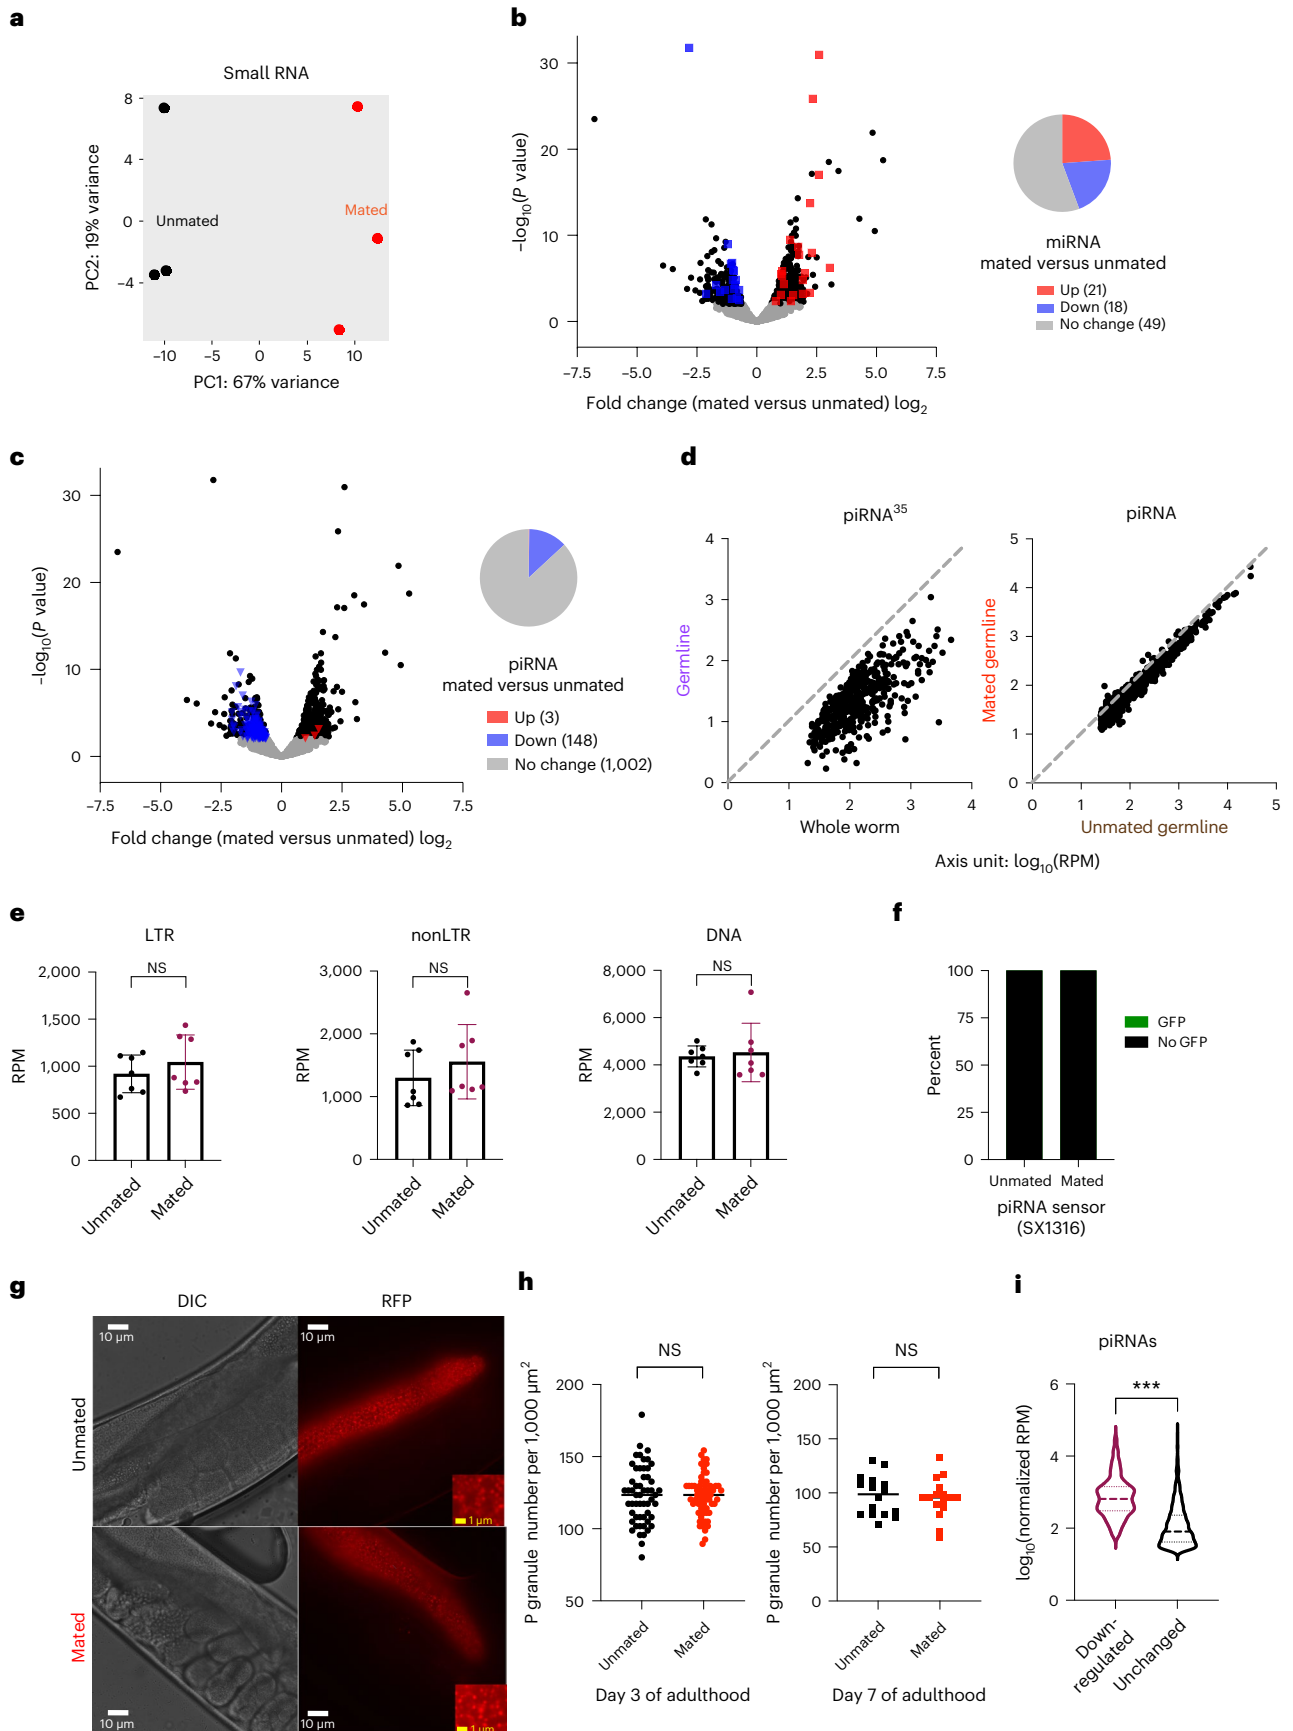 a
Small RNA
8
4
0
−4
PC2: 19% variance
Unmated
Mated
−10
−5
0
5
10
PC1: 67% variance
b
30
20
10
0
−log10(P value)
−7.5
−5.0
−2.5
0
2.5
5.0
7.5
Fold change (mated versus unmated) log2
miRNA
mated versus unmated
Up (21)
Down (18)
No change (49)
c
30
20
10
0
−log10(P value)
−7.5
−5.0
−2.5
0
2.5
5.0
7.5
Fold change (mated versus unmated) log2
piRNA
mated versus unmated
Up (3)
Down (148)
No change (1,002)
d
piRNA35
4
3
2
1
0
Germline
0
1
2
3
4
Whole worm
piRNA
5
4
3
2
1
0
Mated germline
0
1
2
3
4
5
Unmated germline
Axis unit: log10(RPM)
e
LTR
NS
2,000
1,500
1,000
500
0
RPM
Unmated
Mated
nonLTR
NS
3,000
2,000
1,000
0
RPM
Unmated
Mated
DNA
NS
8,000
6,000
4,000
2,000
0
RPM
Unmated
Mated
f
100
75
50
25
0
Percent
GFP
No GFP
Unmated
Mated
piRNA sensor
(SX1316)
g
DIC
RFP
Unmated
10 µm
10 µm
1 µm
Mated
10 µm
10 µm
1 µm
h
NS
200
150
100
50
P granule number per 1,000 µm2
Unmated
Mated
Day 3 of adulthood
NS
200
150
100
50
0
P granule number per 1,000 µm2
Unmated
Mated
Day 7 of adulthood
i
piRNAs
***
6
4
2
0
log10(normalized RPM)
Down-
regulated
Unchanged